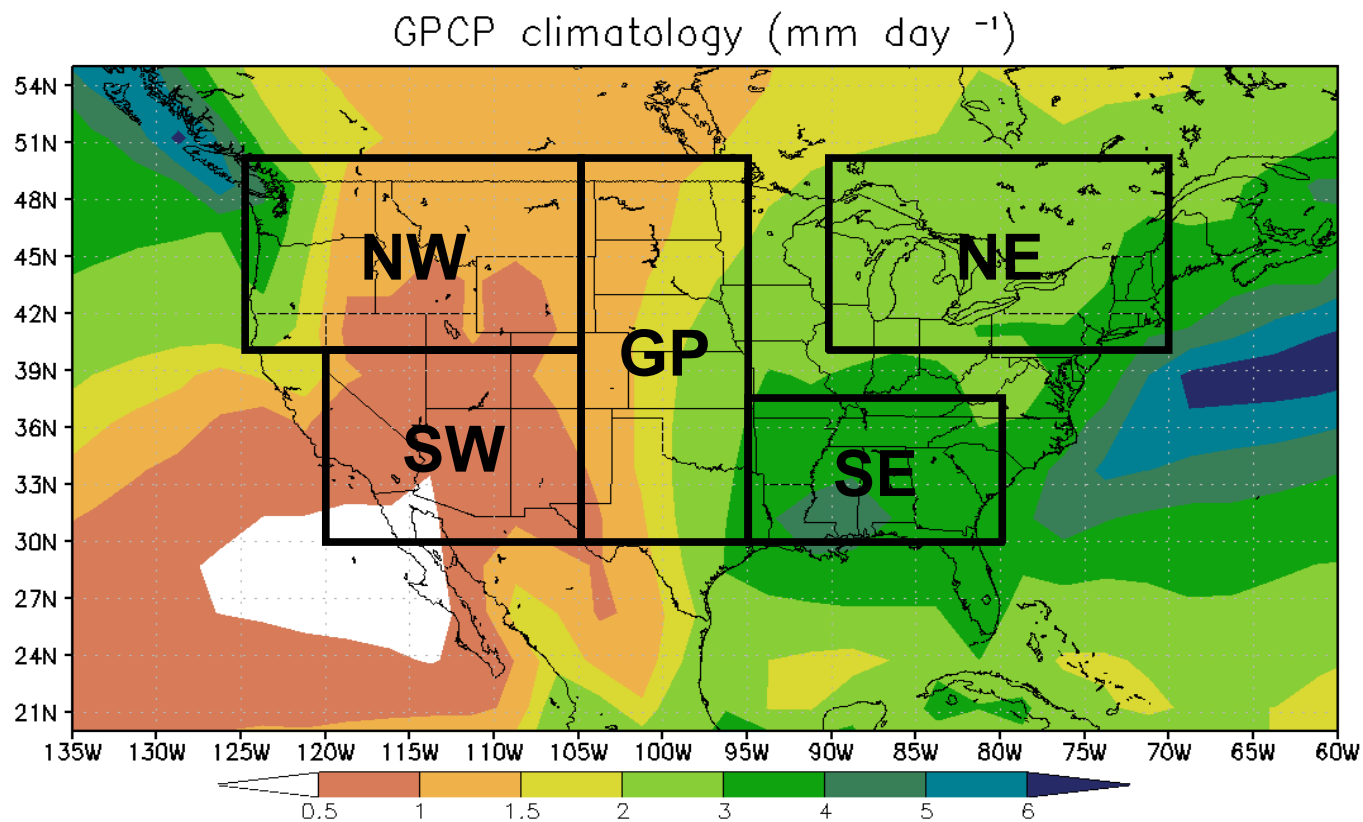 GPCP climatology (mm day ⁻¹)
54N
51N
48N
45N
42N
39N
36N
33N
30N
27N
24N
21N
NW
NE
GP
SW
SE
135W 130W 125W 120W 115W 110W 105W 100W 95W 90W 85W 80W 75W 70W 65W 60W
0.5 1 1.5 2 3 4 5 6